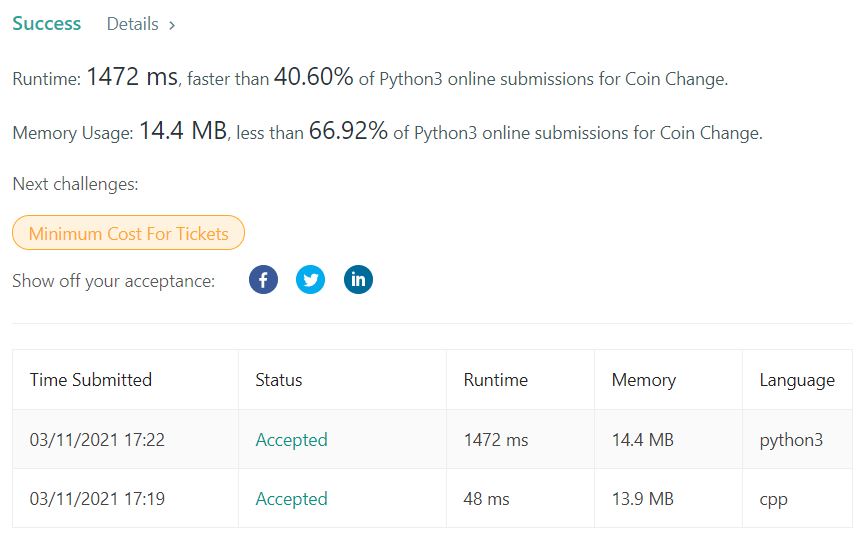 Success Details >
Runtime: 1472 ms, faster than 40.60% of Python3 online submissions for Coin Change.
Memory Usage: 14.4 MB, less than 66.92% of Python3 online submissions for Coin Change.
Next challenges:
Minimum Cost For Tickets
Show off your acceptance: f in
Time Submitted Status Runtime Memory Language
03/11/2021 17:22 Accepted 1472 ms 14.4 MB python3
03/11/2021 17:19 Accepted 48 ms 13.9 MB cpp